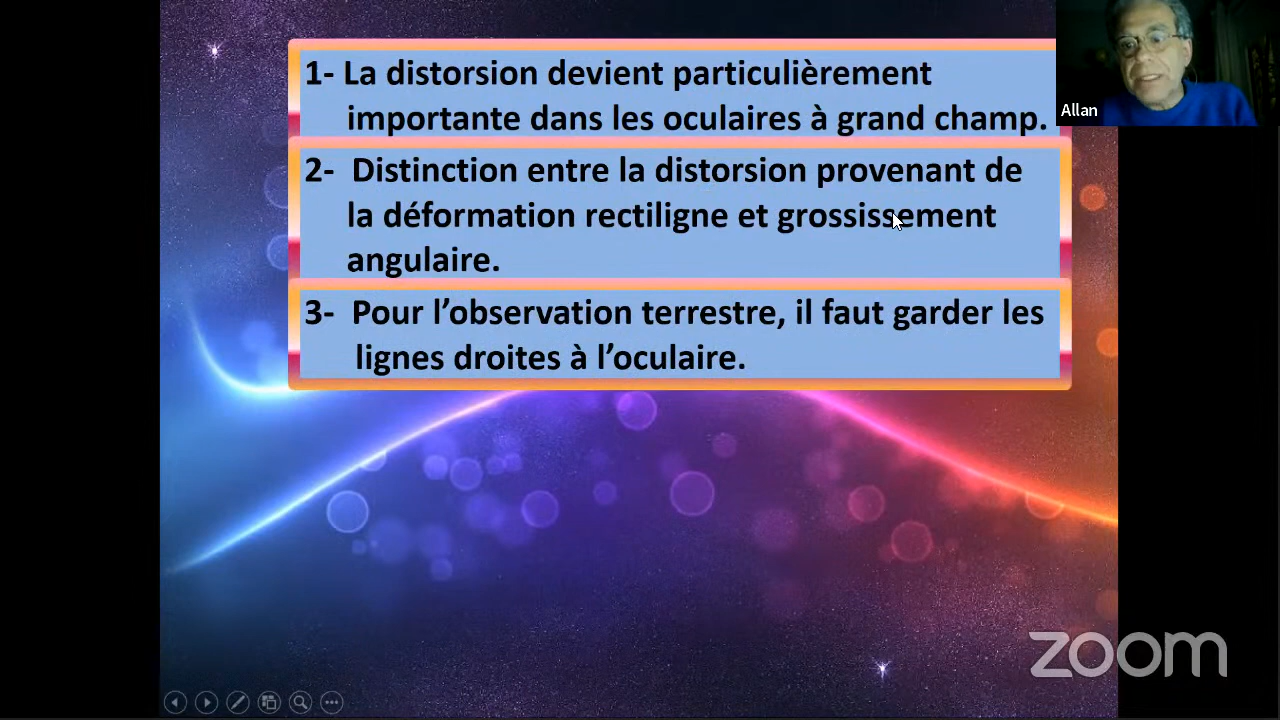 1- La distorsion devient particulièrement
importante dans les oculaires à grand champ.
2- Distinction entre la distorsion provenant de
la déformation rectiligne et grossissement
angulaire.
3- Pour l’observation terrestre, il faut garder les
lignes droites à l’oculaire.
Allan
zoom